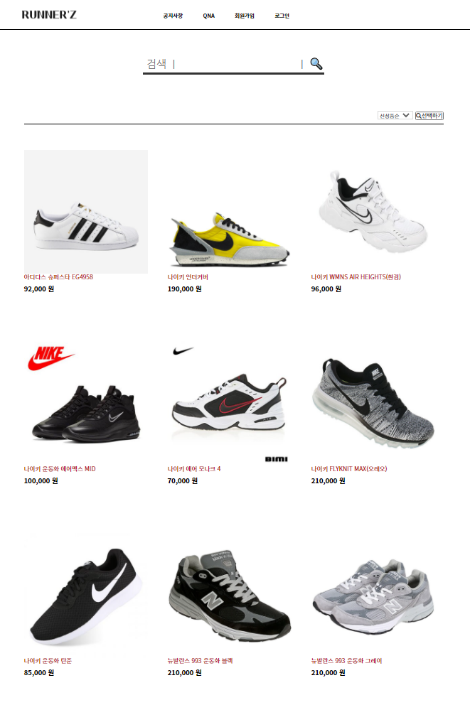 RUNNER'Z
공지사항 QNA 회원가입 로그인
검색
신상품순 선택하기
아디다스 슈퍼스타 EG4958
92,000 원
나이키 언더커버
190,000 원
나이키 WMNS AIR HEIGHTS(흰검)
96,000 원
NIKE
나이키 운동화 에어맥스 MID
100,000 원
BIMI
나이키 에어 모나크 4
70,000 원
나이키 FLYKNIT MAX(오레오)
210,000 원
나이키 운동화 탄준
85,000 원
뉴발란스 993 운동화 블랙
210,000 원
뉴발란스 993 운동화 그레이
210,000 원